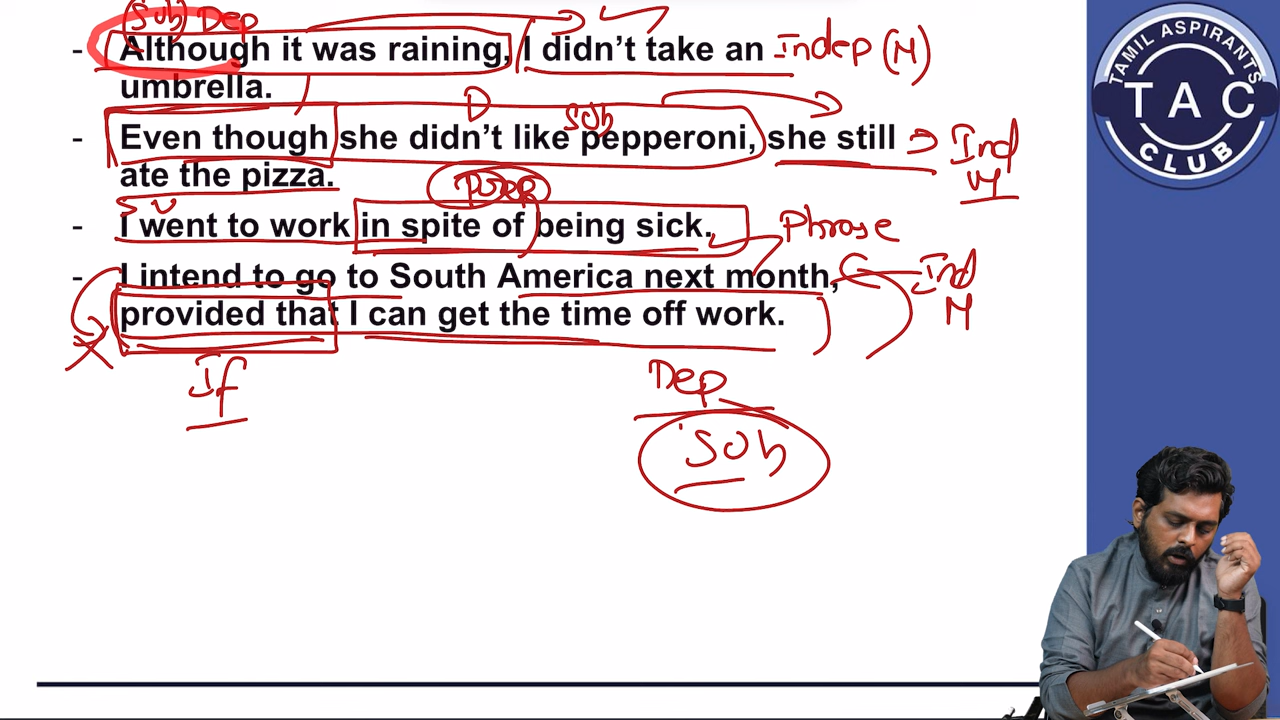 (Sub) Dep
- Although it was raining, I didn’t take an Indep (M)
umbrella.
D
Sub
- Even though she didn’t like pepperoni, she still Ind
ate the pizza. M
Prep
S V
- I went to work in spite of being sick. Phrase
- I intend to go to South America next month, Ind
provided that I can get the time off work. M
If
Dep
Sub
TAMIL ASPIRANTS
TAC
CLUB